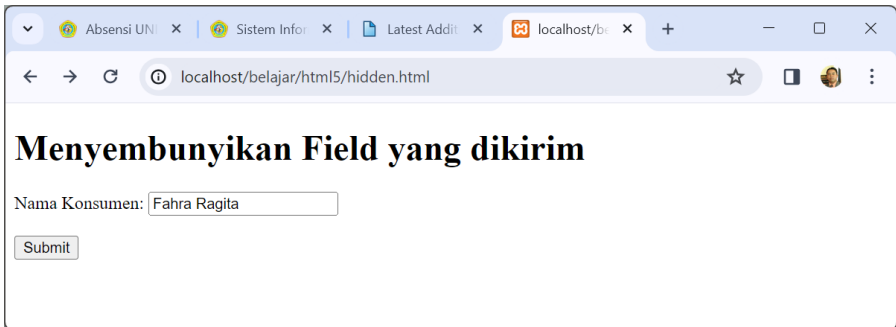 Absensi UNI
Sistem Infor
Latest Addit
localhost/be
localhost/belajar/html5/hidden.html
Menyembunyikan Field yang dikirim
Nama Konsumen: Fahra Ragita
Submit